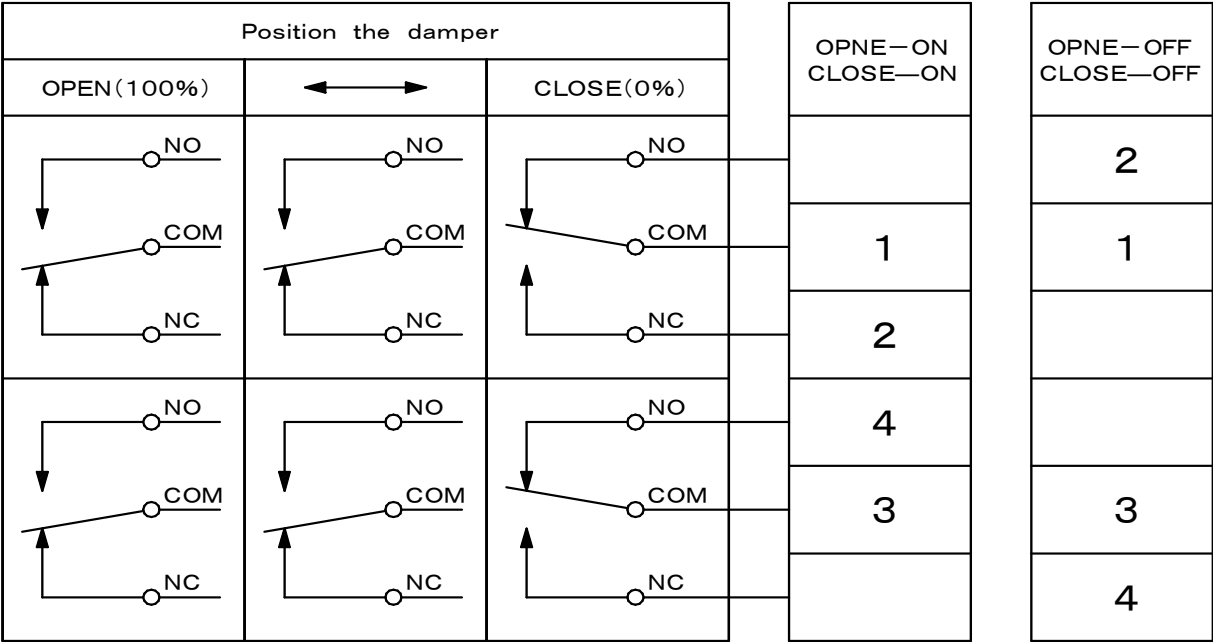 Position the damper
OPNE－ON
CLOSE—ON
OPNE－OFF
CLOSE—OFF
OPEN(100%)
CLOSE(0%)
NO
NO
NO
2
COM
COM
COM
1
1
NC
NC
NC
2
NO
NO
NO
4
COM
COM
COM
3
3
NC
NC
NC
4